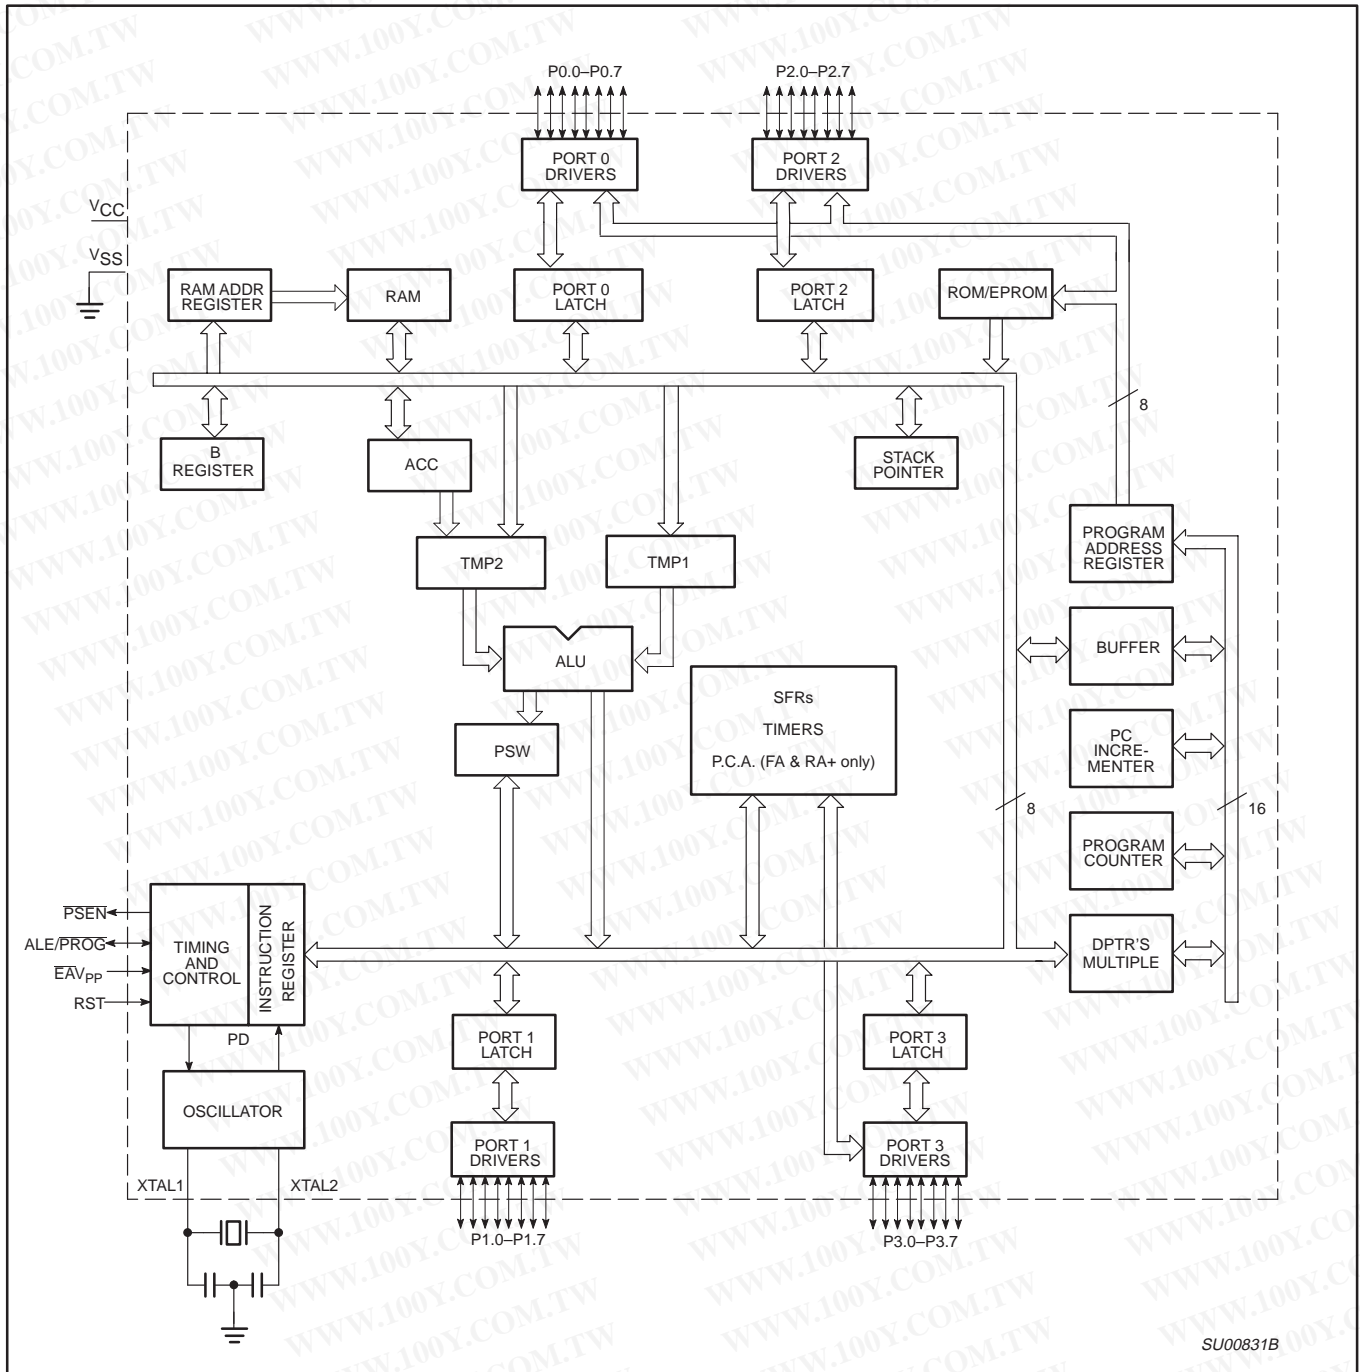 P0.0–P0.7
P2.0–P2.7
PORT 0
DRIVERS
PORT 2
DRIVERS
VCC
VSS
RAM ADDR
REGISTER
RAM
PORT 0
LATCH
PORT 2
LATCH
ROM/EPROM
8
B
REGISTER
ACC
STACK
POINTER
TMP2
TMP1
PROGRAM
ADDRESS
REGISTER
ALU
BUFFER
SFRs
TIMERS
P.C.A. (FA & RA+ only)
PSW
PC
INCRE-
MENTER
8
16
PROGRAM
COUNTER
PSEN
ALE/PROG
EAVPP
RST
TIMING
AND
CONTROL
INSTRUCTION
REGISTER
DPTR'S
MULTIPLE
PD
PORT 1
LATCH
PORT 3
LATCH
OSCILLATOR
PORT 1
DRIVERS
PORT 3
DRIVERS
XTAL1
XTAL2
P1.0–P1.7
P3.0–P3.7
SU00831B
WWW.100Y.COM.TW